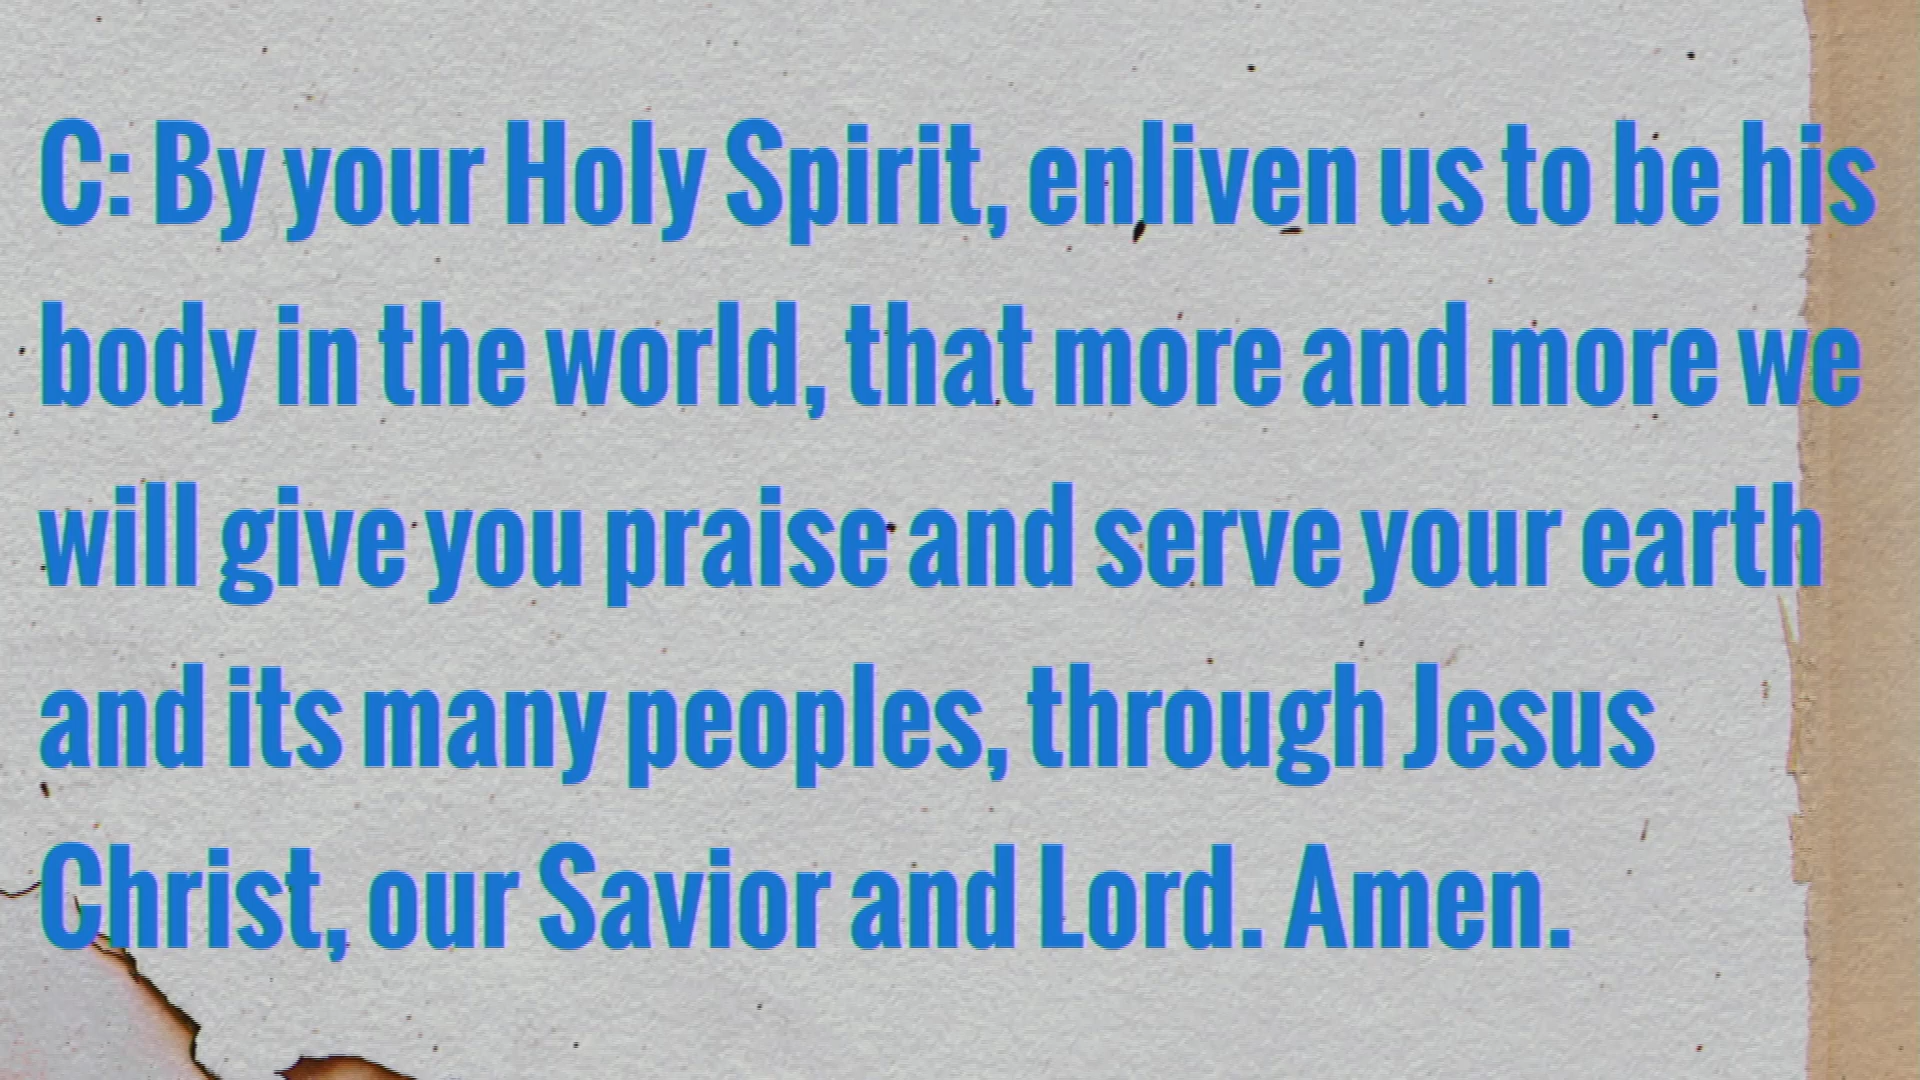 C: By your Holy Spirit, enliven us to be his
body in the world, that more and more we
will give you praise and serve your earth
and its many peoples, through Jesus
Christ, our Savior and Lord. Amen.